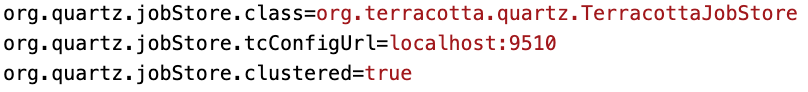 org.quartz.jobStore.class=org.terracotta.quartz.TerracottaJobStore
org.quartz.jobStore.tcConfigUrl=localhost:9510
org.quartz.jobStore.clustered=true